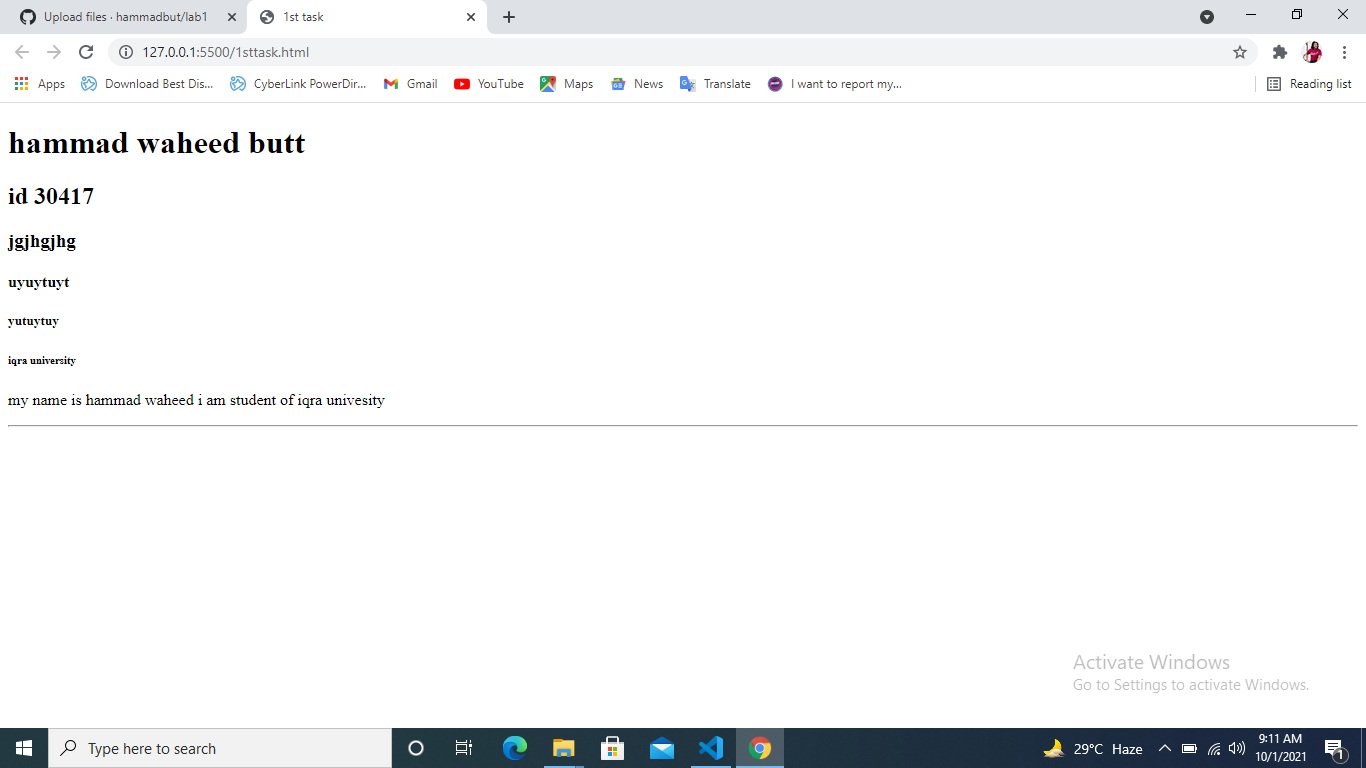 Upload files · hammadbut/lab1
1st task
127.0.0.1:5500/1sttask.html
Apps
Download Best Dis...
CyberLink PowerDir...
Gmail
YouTube
Maps
News
Translate
I want to report my...
Reading list
hammad waheed butt
id 30417
jgjhgjhg
uyuytuyt
yutuytuy
iqra university
my name is hammad waheed i am student of iqra univesity
Activate Windows
Go to Settings to activate Windows.
Type here to search
29°C Haze
9:11 AM
10/1/2021
1